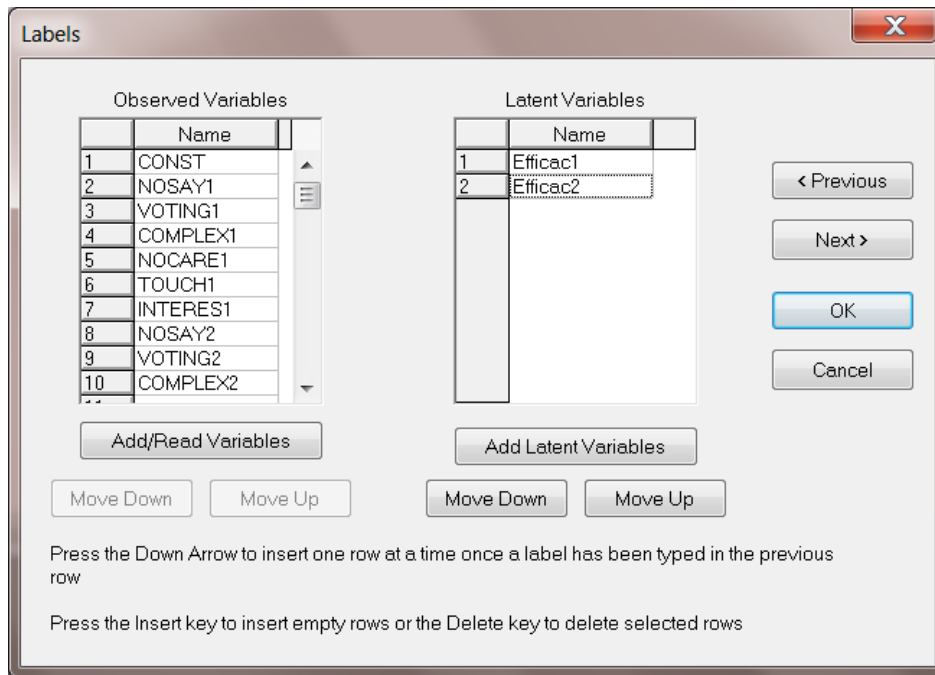 Labels
X
Observed Variables
Name
1 CONST
2 NOSAY1
3 VOTING1
4 COMPLEX1
5 NOCARE1
6 TOUCH1
7 INTERES1
8 NOSAY2
9 VOTING2
10 COMPLEX2
Add/Read Variables
Move Down Move Up
Latent Variables
Name
1 Efficac1
2 Efficac2
Add Latent Variables
Move Down Move Up
< Previous
Next >
OK
Cancel
Press the Down Arrow to insert one row at a time once a label has been typed in the previous
row
Press the Insert key to insert empty rows or the Delete key to delete selected rows